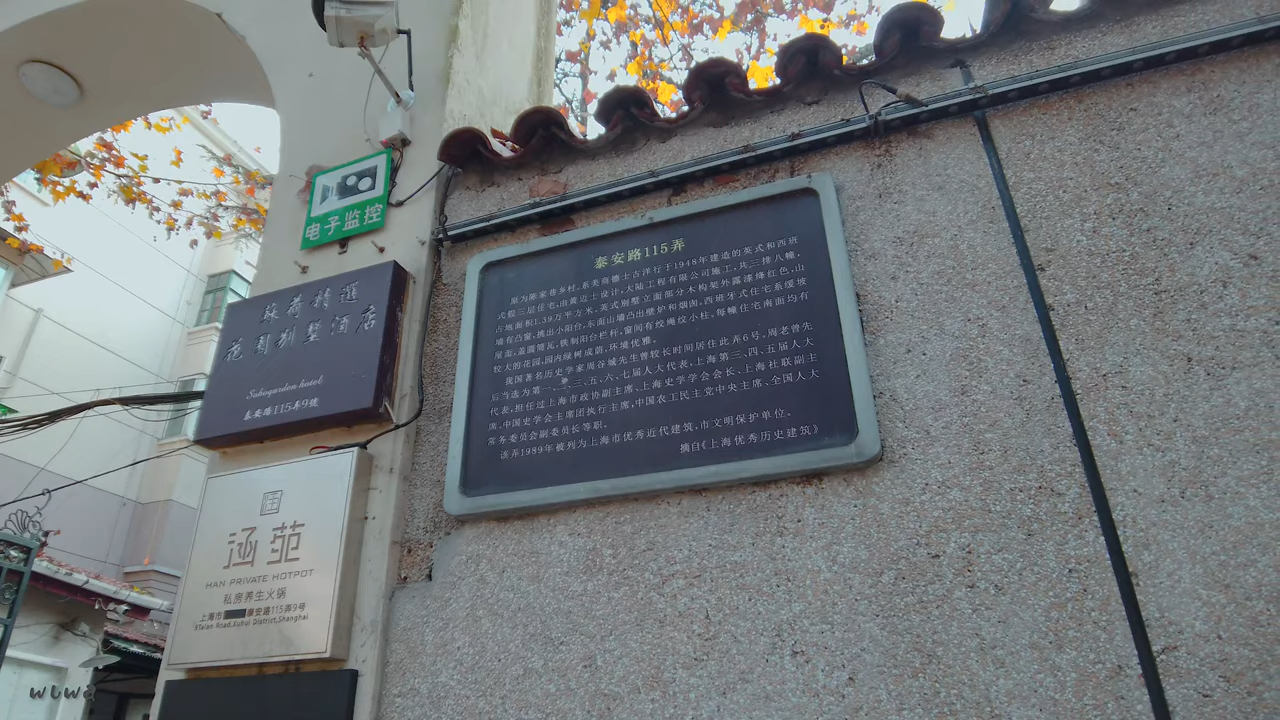 电子监控
蘇荷精選
花園别墅酒店
Sohogarden hotel
泰安路115弄9號
涵苑
HAN PRIVATE HOTPOT
私房养生火锅
上海市 泰安路115弄9号
Taian Road,Xuhui District,Shanghai
泰安路115弄
原为陈家巷乡村。系美商德士古洋行于1948年建造的英式和西班
式假三层住宅,由黄迈士设计,大陆工程有限公司施工,共三排八幢,
占地面积1.39万平方米。英式别墅立面部分木构架外露漆绛红色,山
墙有凸窗,挑出小阳台,东面山墙凸出壁炉和烟囱。西班牙式住宅系缓坡
屋面,盖圆筒瓦,铁制阳台栏杆,窗间有绞绳纹小柱。每幢住宅南面均有
较大的花园,园内绿树成荫,环境优雅。
我国著名历史学家周谷城先生曾较长时间居住此弄6号。周老曾先
后当选为第一、二、三、五、六、七届人大代表,上海第三、四、五届人大
代表,担任过上海市政协副主席、上海史学学会会长、上海社联副主
席、中国史学会主席团执行主席,中国农工民主党中央主席、全国人大
常务委员会副委员长等职。
该弄1989年被列为上海市优秀近代建筑,市文明保护单位。
摘自《上海优秀历史建筑》
wlwa